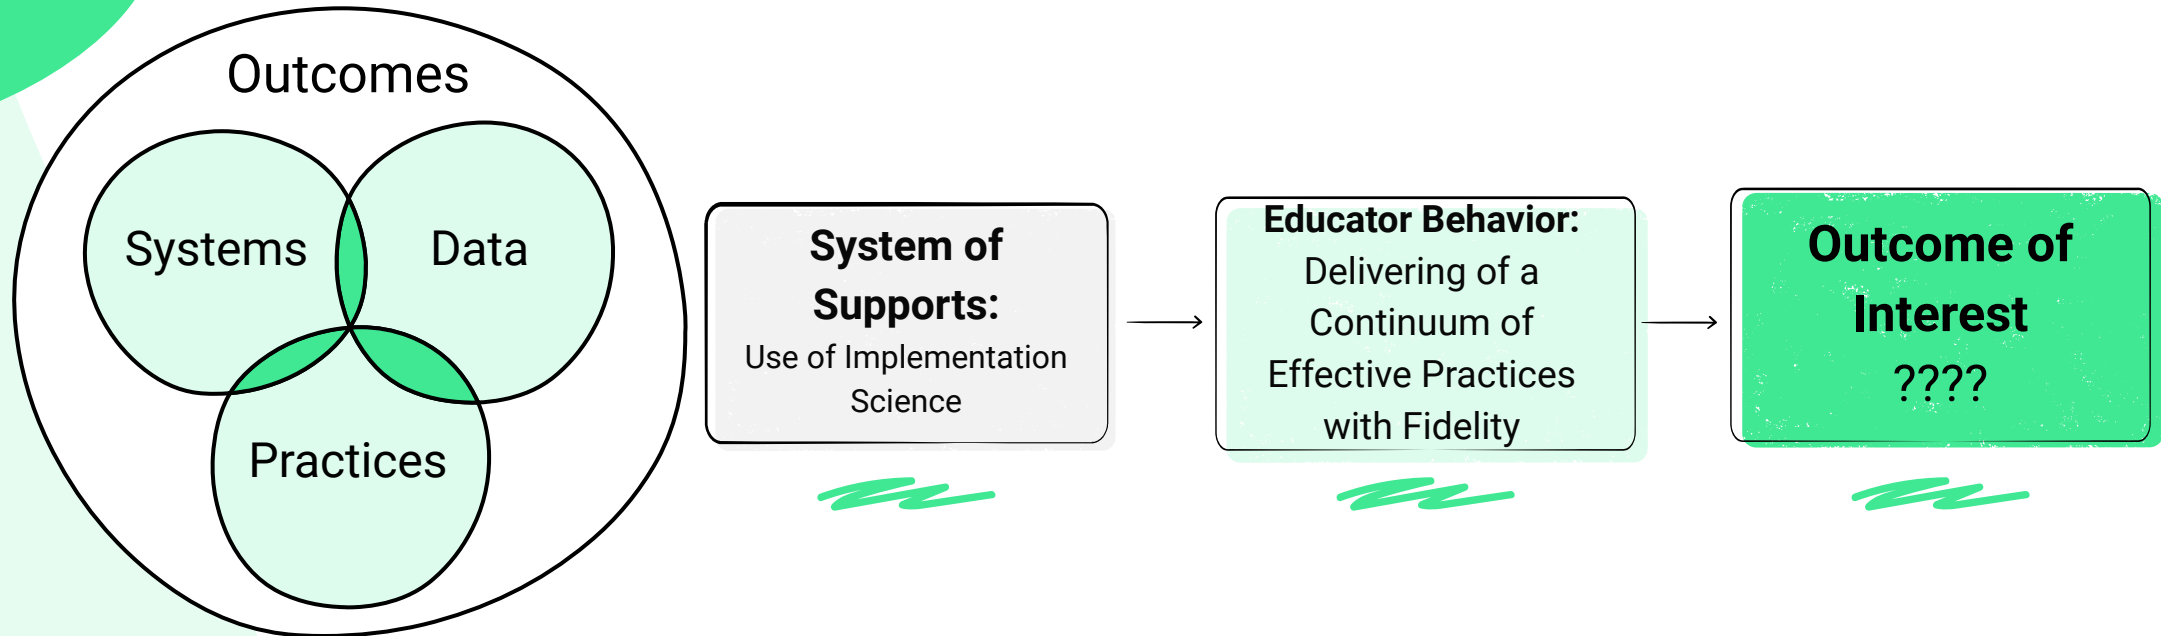 Outcomes
Systems
Data
Practices
System of
Supports:
Use of Implementation
Science
Educator Behavior:
Delivering of a
Continuum of
Effective Practices
with Fidelity
Outcome of
Interest
????